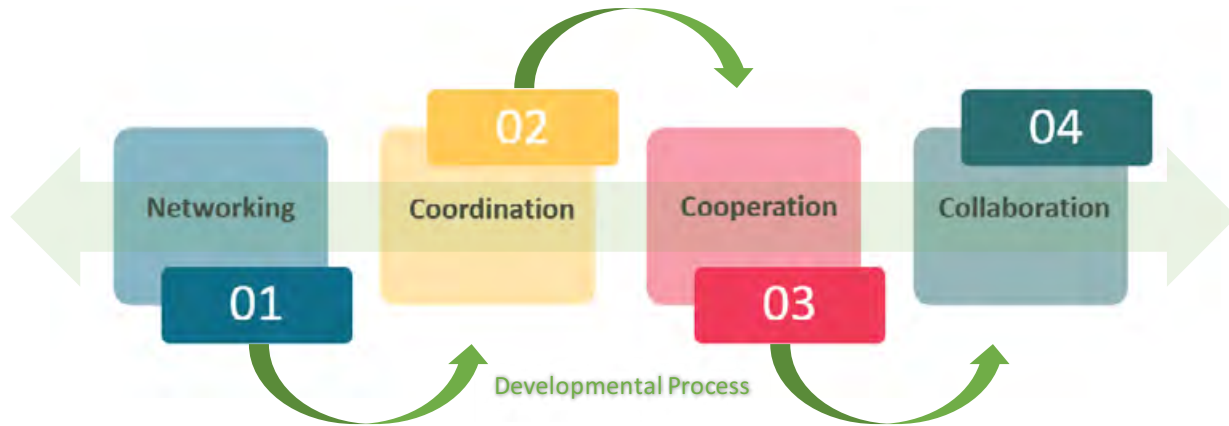 Networking
01
02
Coordination
Cooperation
03
04
Collaboration
Developmental Process